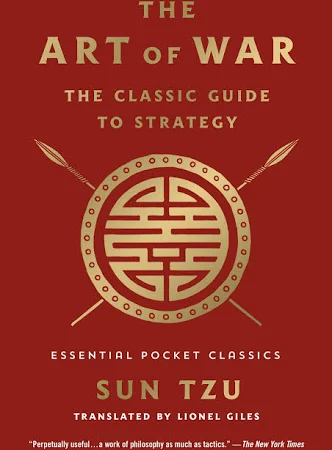 THE
ART OF WAR
THE CLASSIC GUIDE
TO STRATEGY
ESSENTIAL POCKET CLASSICS
SUN TZU
TRANSLATED BY LIONEL GILES
"Perpetually useful...a work of philosophy as much as tactics." —The New York Times